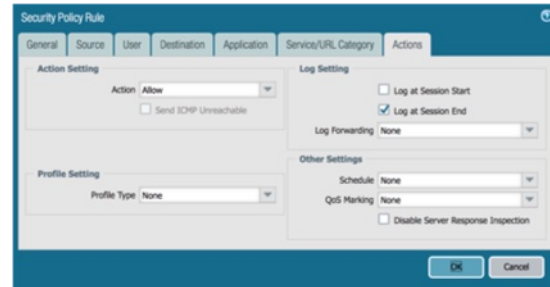 Security Policy Rule
General Source User Destination Application Service/URL Category Actions
Action Setting
Action Allow
Send ICMP Unreachable
Log Setting
Log at Session Start
Log at Session End
Log Forwarding None
Profile Setting
Profile Type None
Other Settings
Schedule None
QoS Marking None
Disable Server Response Inspection
OK Cancel